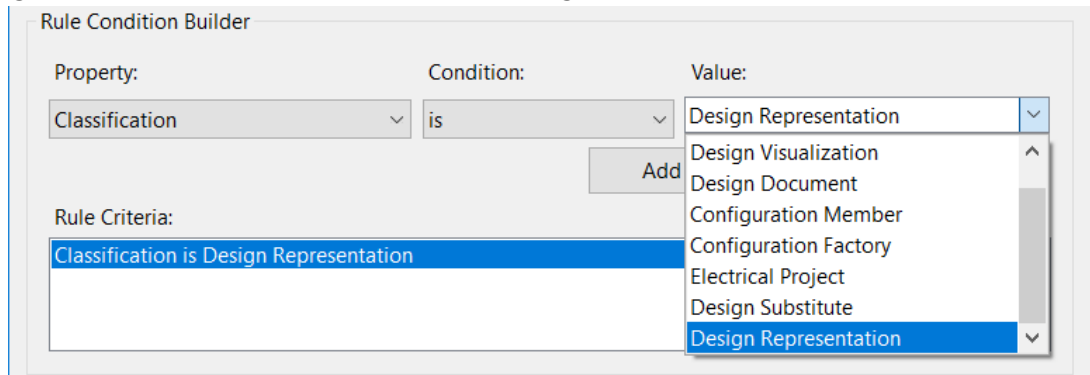 Rule Condition Builder
Property: Condition: Value:
Classification is Design Representation
Design Visualization
Add
Design Document
Configuration Member
Rule Criteria:
Configuration Factory
Classification is Design Representation
Electrical Project
Design Substitute
Design Representation